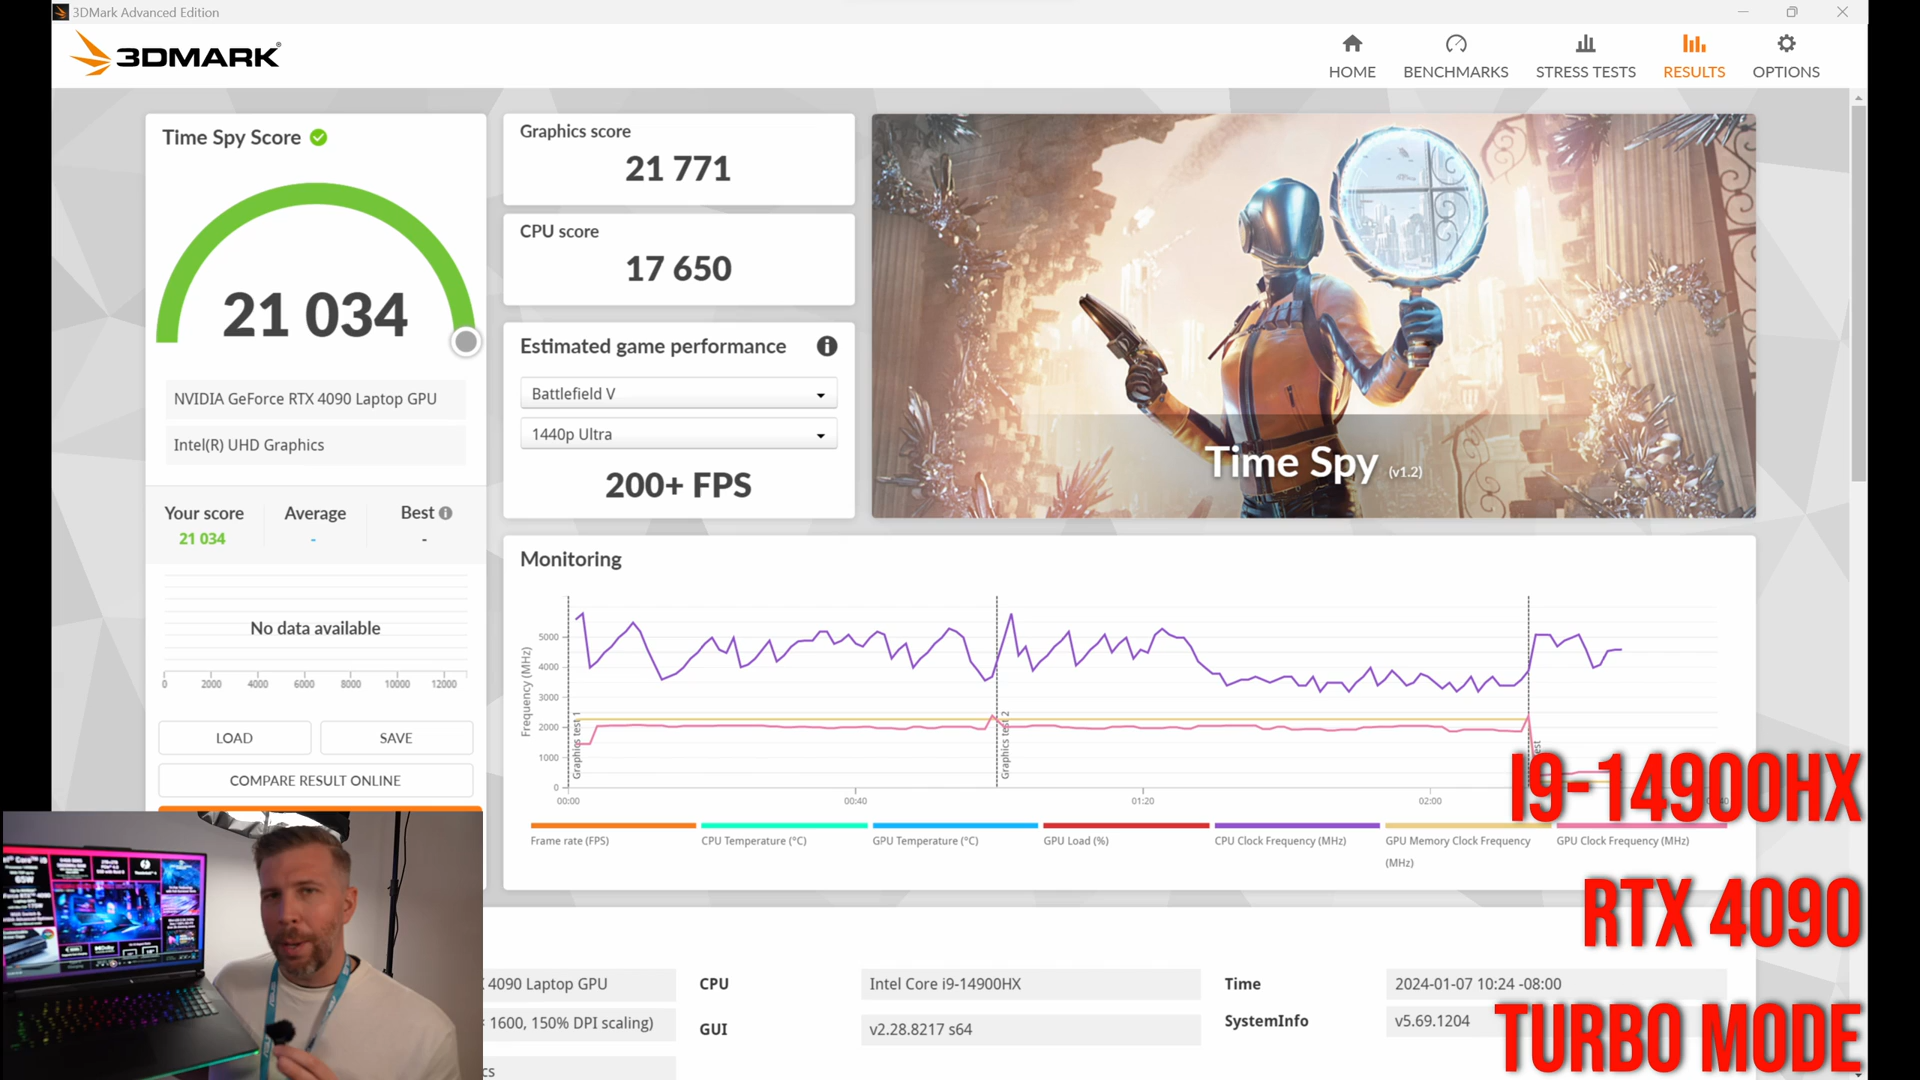 3DMark Advanced Edition
3DMARK
HOME
BENCHMARKS
STRESS TESTS
RESULTS
OPTIONS
Time Spy Score
21 034
NVIDIA GeForce RTX 4090 Laptop GPU
Intel(R) UHD Graphics
Your score
Average
Best
21 034
-
-
No data available
0 2000 4000 6000 8000 10000 12000
LOAD
SAVE
COMPARE RESULT ONLINE
Graphics score
21 771
CPU score
17 650
Estimated game performance
Battlefield V
1440p Ultra
200+ FPS
Time Spy (v1.2)
Monitoring
Frequency (MHz)
5000
4000
3000
2000
1000
0
Graphics test 1
Graphics test 2
00:00 00:40 01:20 02:00
Frame rate (FPS)
CPU Temperature (°C)
GPU Temperature (°C)
GPU Load (%)
CPU Clock Frequency (MHz)
GPU Memory Clock Frequency
(MHz)
GPU Clock Frequency (MHz)
I9-14900HX
RTX 4090
TURBO MODE
4090 Laptop GPU
1600, 150% DPI scaling)
cs
CPU
Intel Core i9-14900HX
GUI
v2.28.8217 s64
Time
2024-01-07 10:24 -08:00
SystemInfo
v5.69.1204